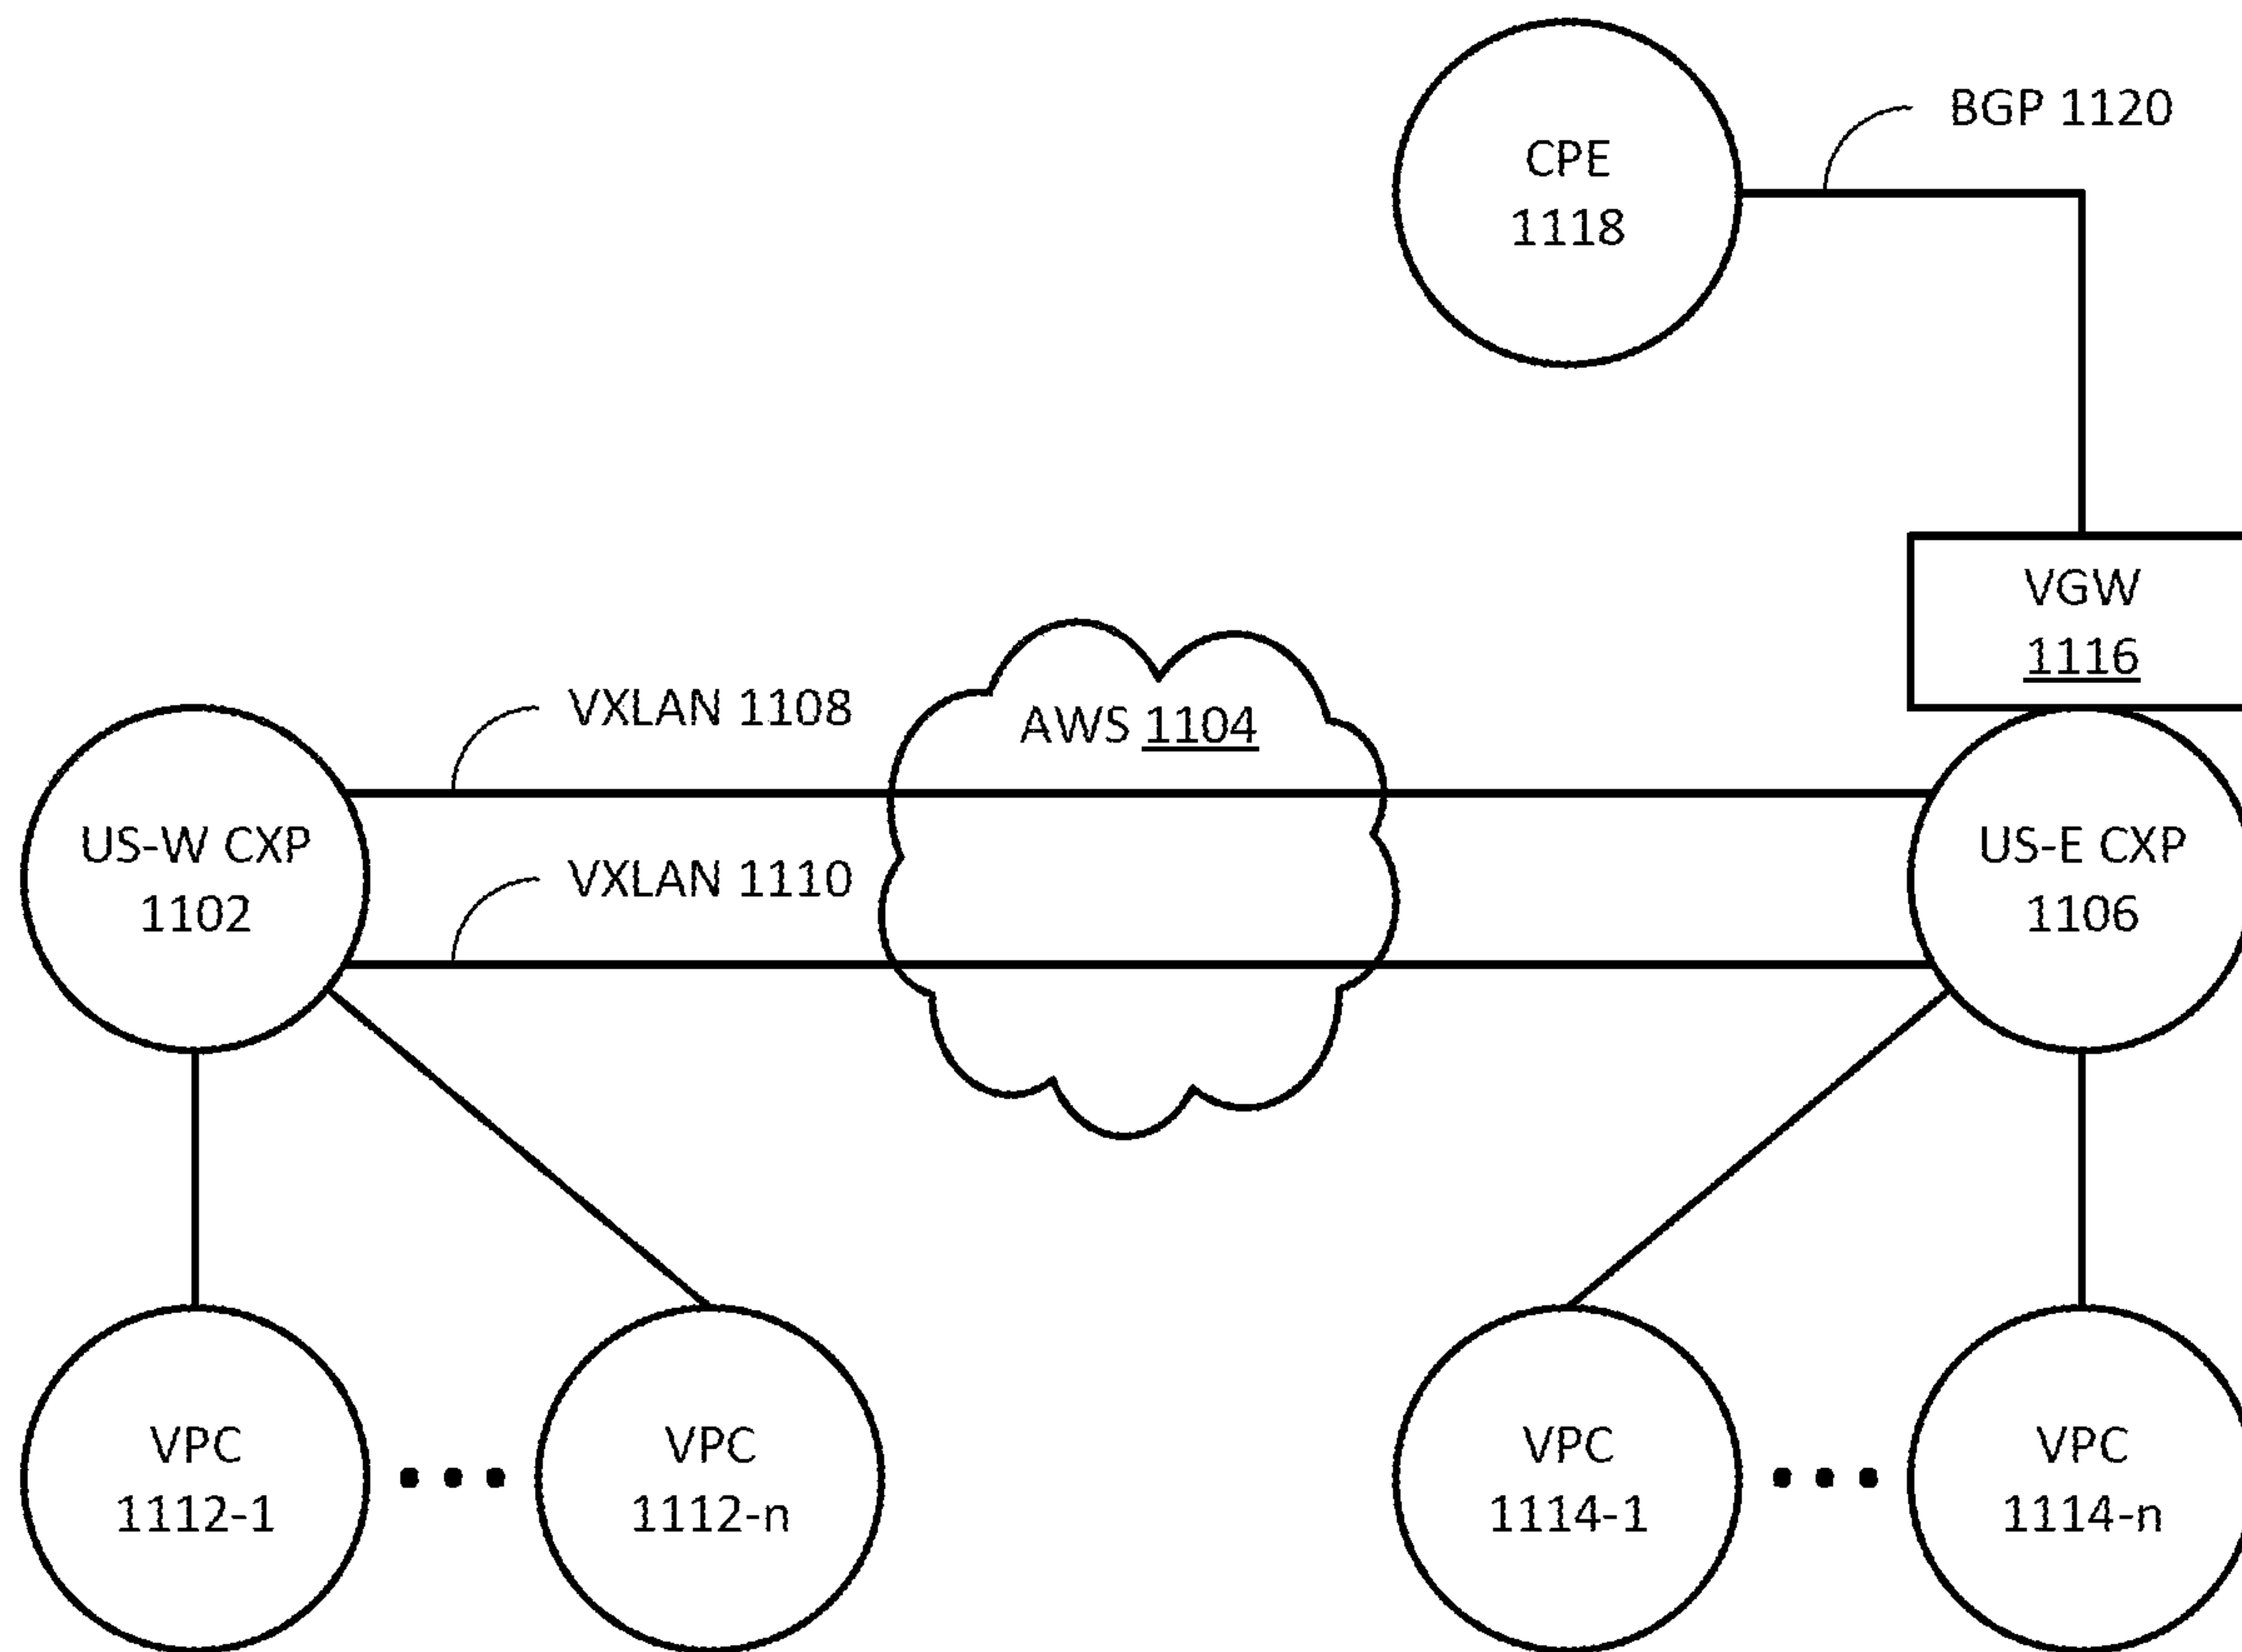 CPE
1118
BGP 1120
VGW
1116
VXLAN 1108
AWS 1104
US-W CXP
1102
VXLAN 1110
US-E CXP
1106
VPC
1112-1
VPC
1112-n
VPC
1114-1
VPC
1114-n